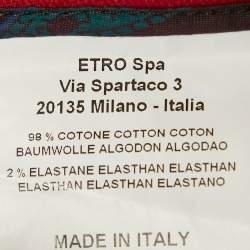 ETRO Spa
Via Spartaco 3
20135 Milano - Italia
98 % COTONE COTTON COTON
BAUMWOLLE ALGODON ALGODAO
2 % ELASTANE ELASTHAN ELASTHAN
ELASTHAN ELASTHAN ELASTANO
MADE IN ITALY